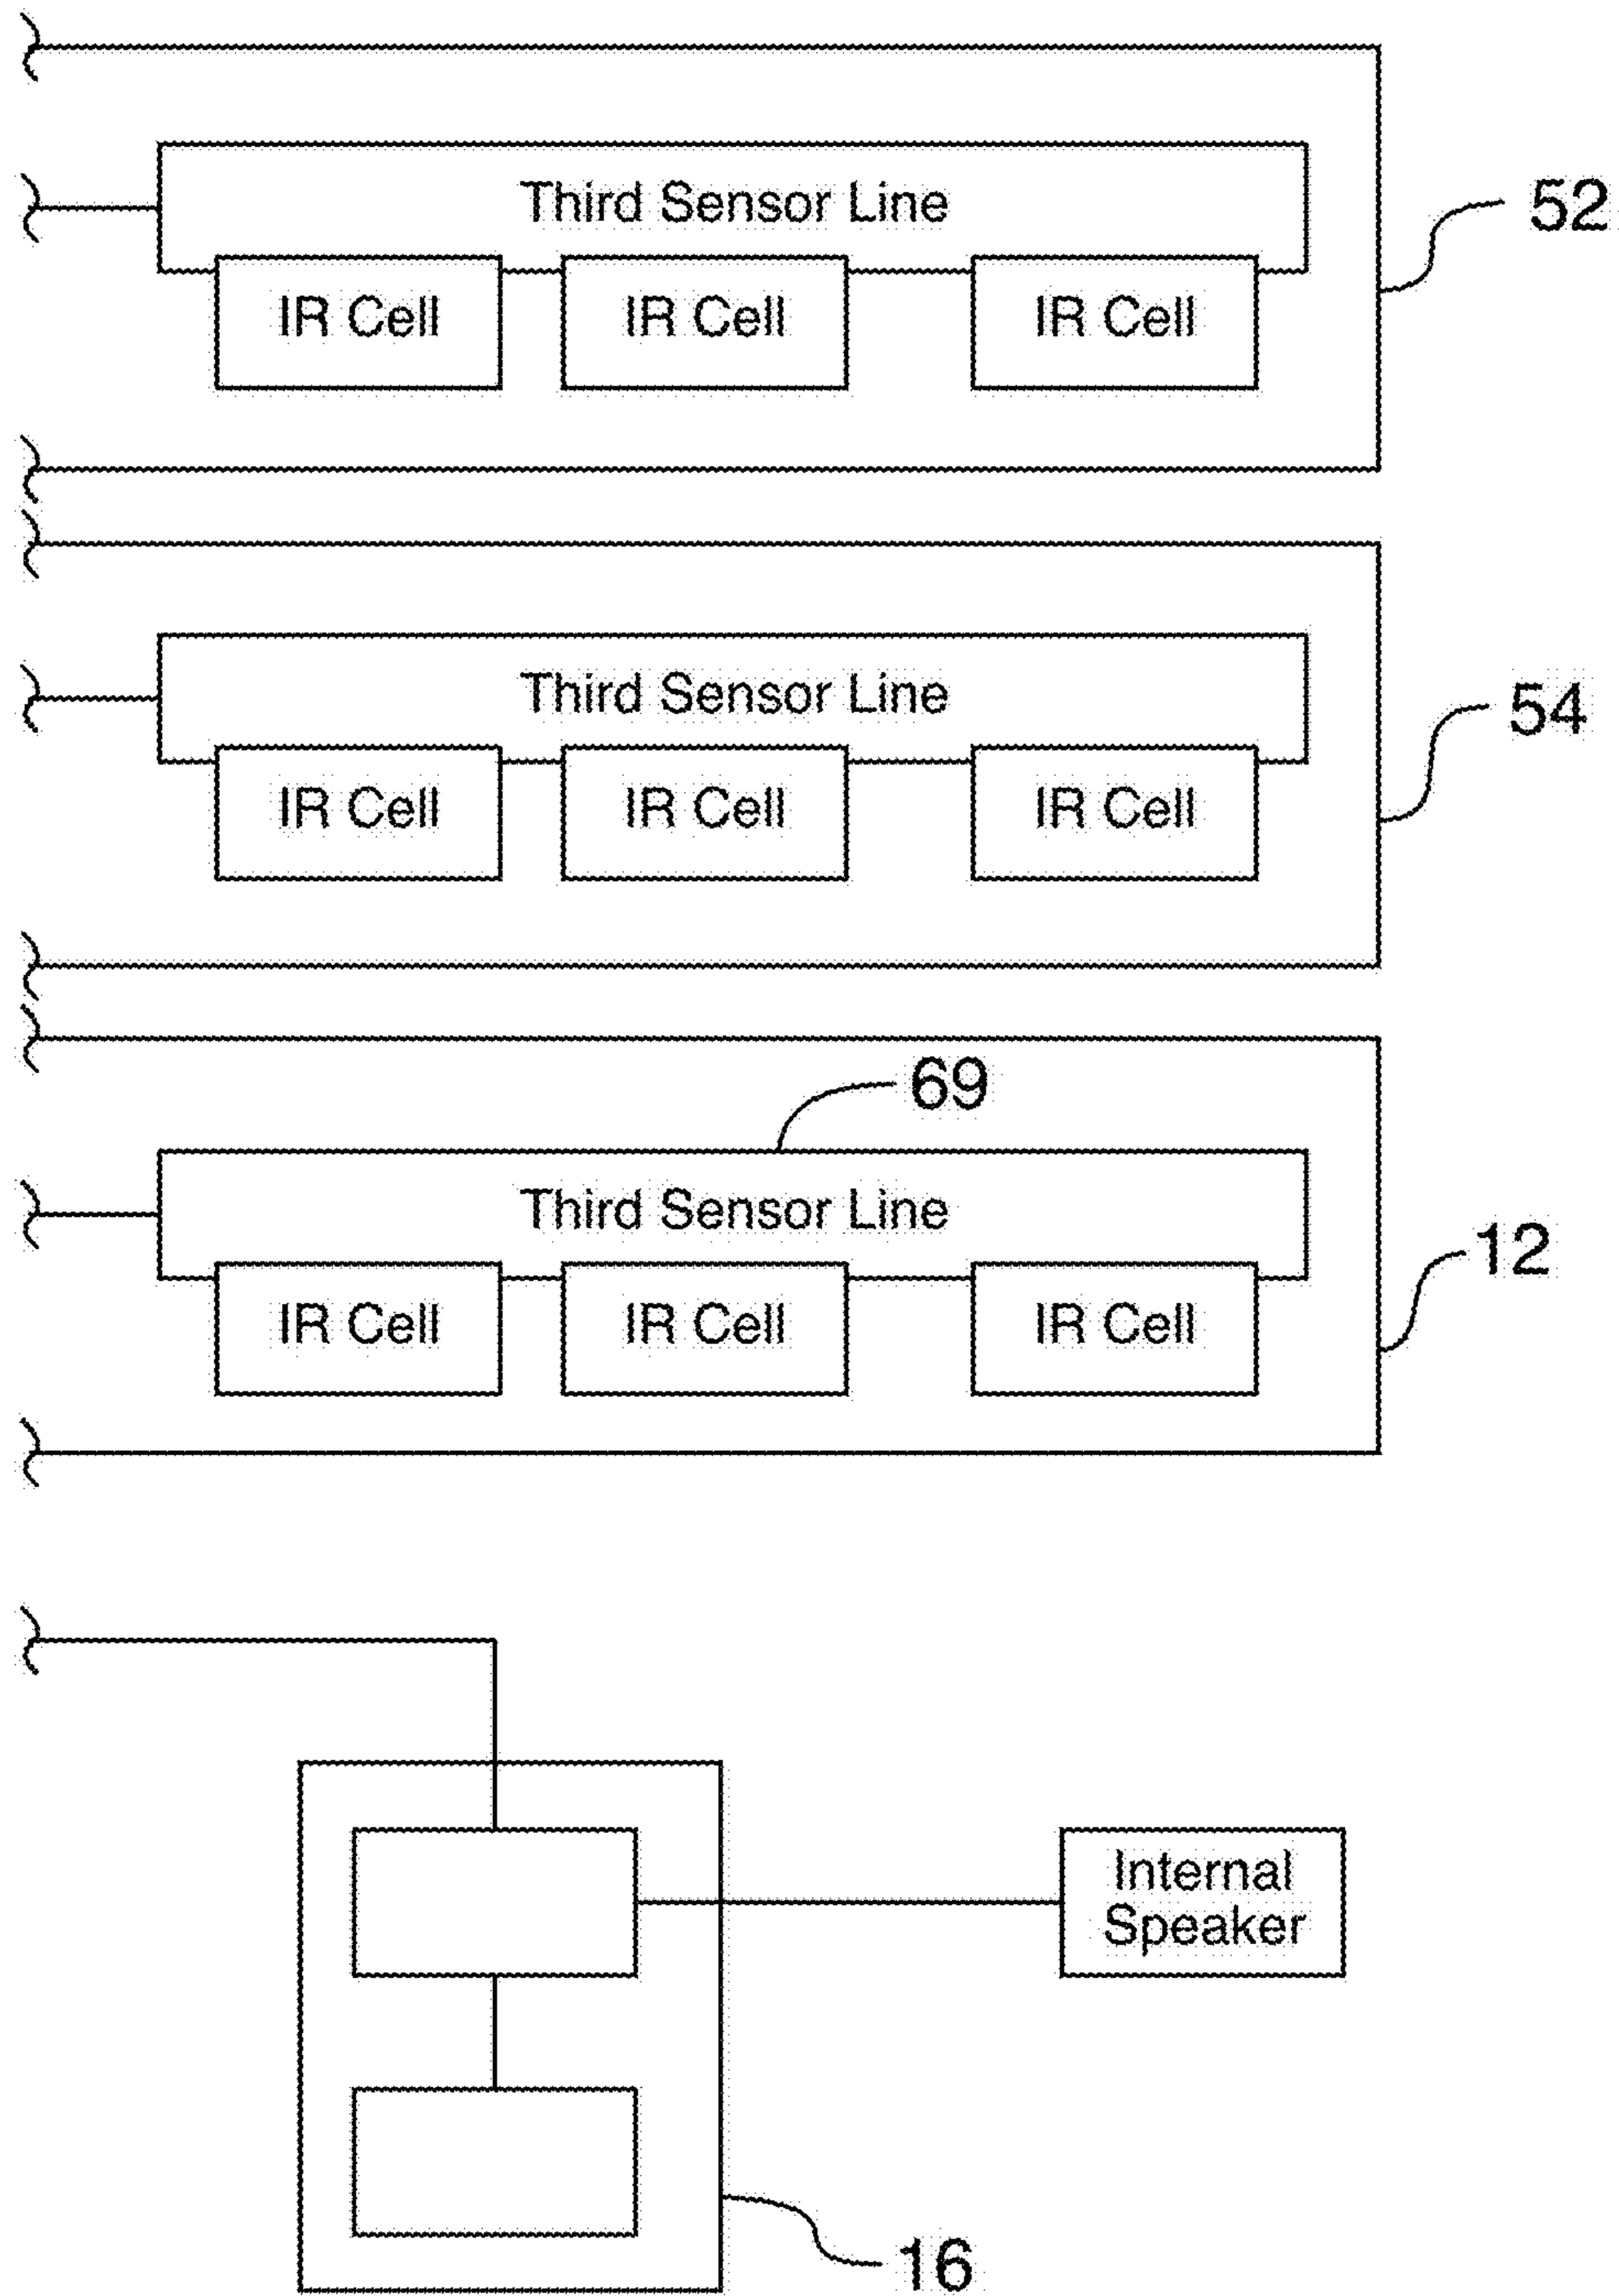 Third Sensor Line
52
IR Cell IR Cell IR Cell
Third Sensor Line
54
IR Cell IR Cell IR Cell
69
Third Sensor Line
12
IR Cell IR Cell IR Cell
Internal
Speaker
16